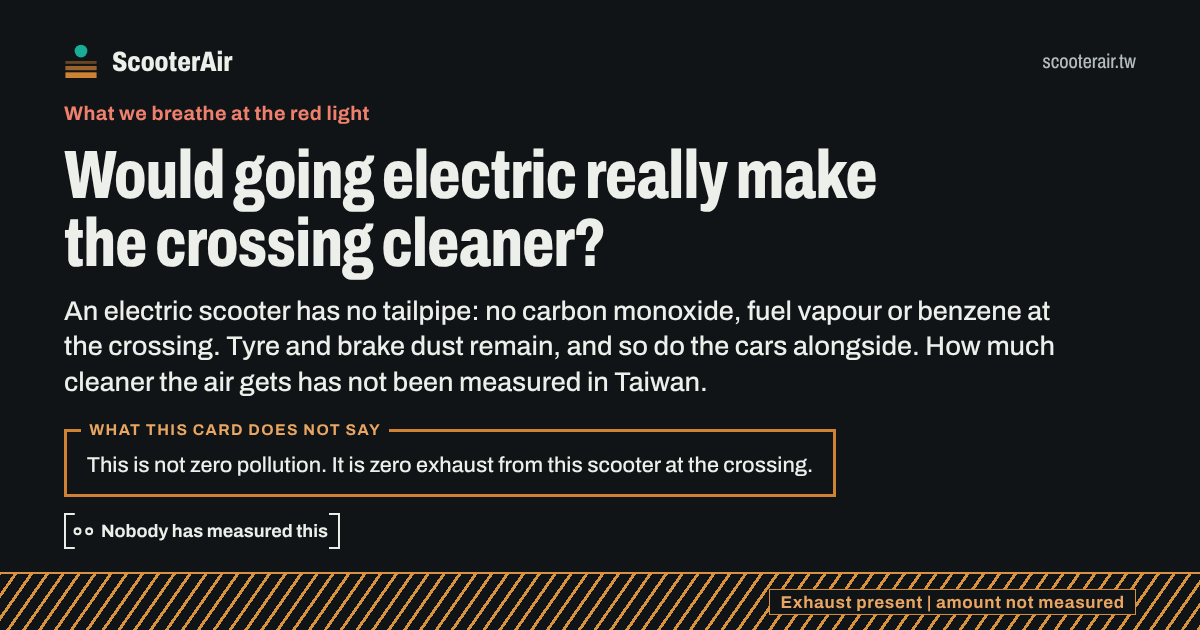 ScooterAir
scooterair.tw
What we breathe at the red light
Would going electric really make
the crossing cleaner?
An electric scooter has no tailpipe: no carbon monoxide, fuel vapour or benzene at
the crossing. Tyre and brake dust remain, and so do the cars alongside. How much
cleaner the air gets has not been measured in Taiwan.
WHAT THIS CARD DOES NOT SAY
This is not zero pollution. It is zero exhaust from this scooter at the crossing.
Nobody has measured this
Exhaust present | amount not measured